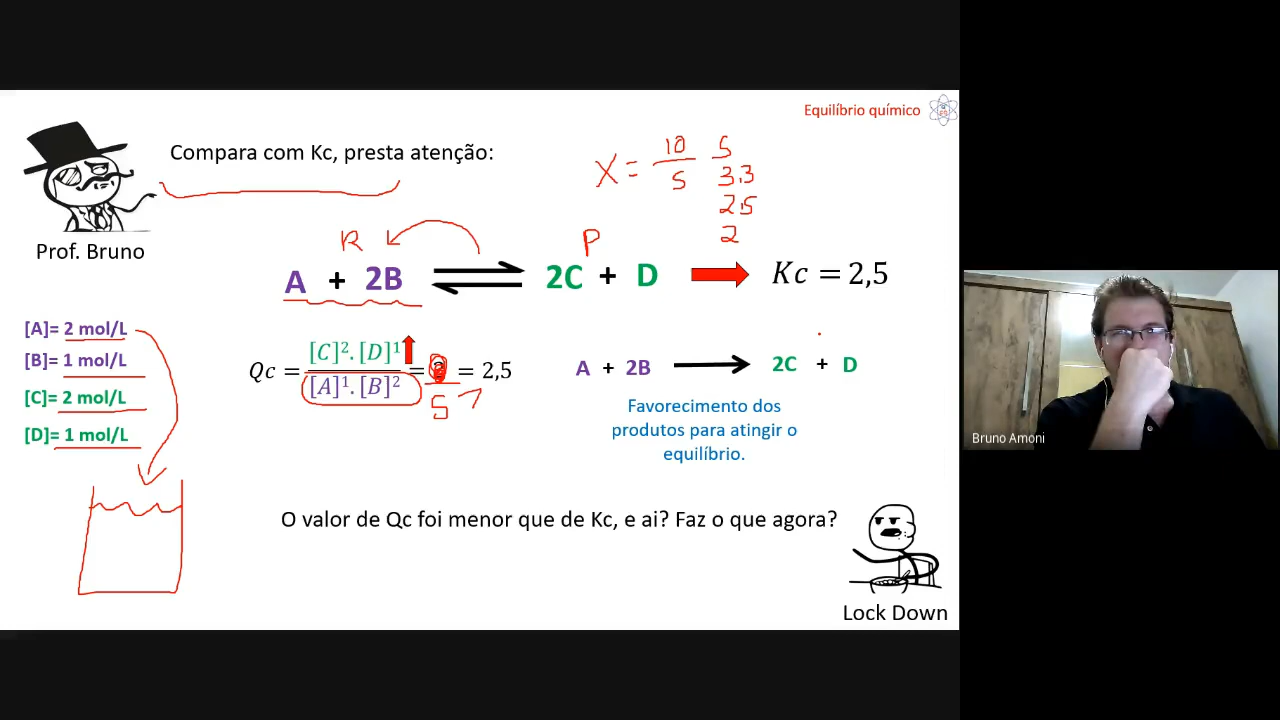 Equilíbrio químico
Compara com Kc, presta atenção:
X = 10/5
5
3.3
2.5
2
Prof. Bruno
R
P
A + 2B ⇌ 2C + D
Kc = 2,5
[A]= 2 mol/L
[B]= 1 mol/L
[C]= 2 mol/L
[D]= 1 mol/L
Qc = [C]². [D]¹ / [A]¹. [B]² = = 2,5
5
A + 2B → 2C + D
Favorecimento dos
produtos para atingir o
equilíbrio.
Bruno Amoni
O valor de Qc foi menor que de Kc, e ai? Faz o que agora?
Lock Down